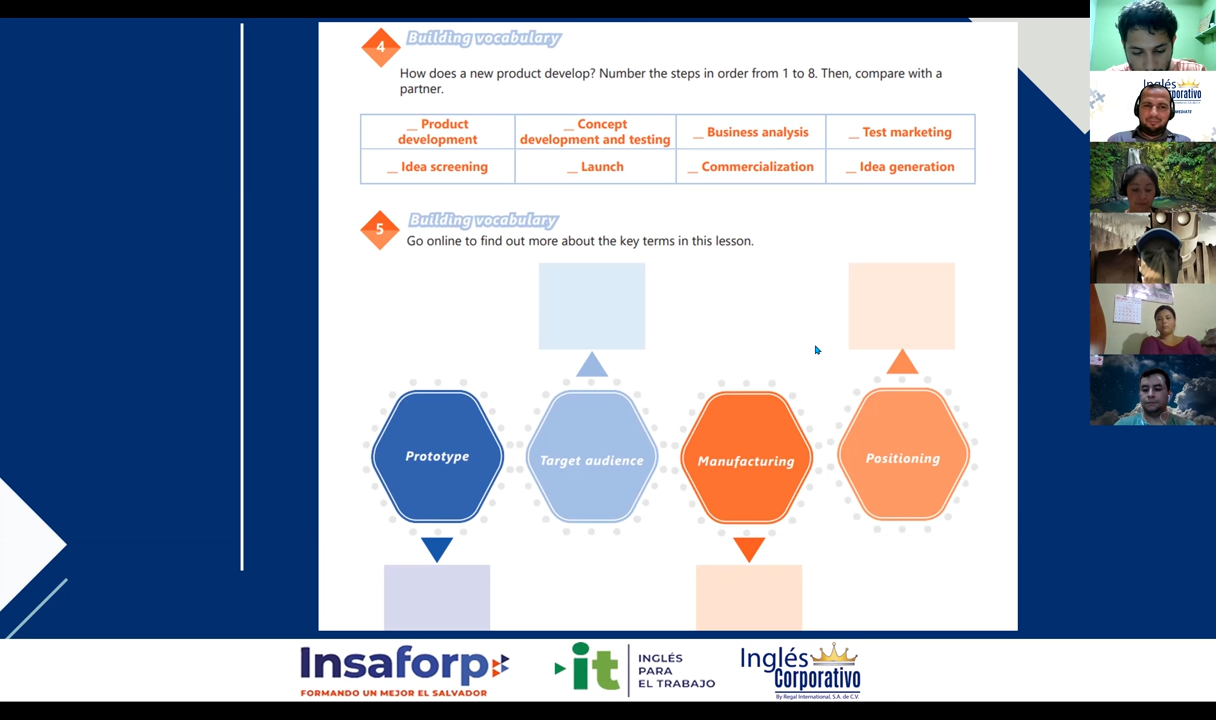 4
Building vocabulary
How does a new product develop? Number the steps in order from 1 to 8. Then, compare with a
partner.
__ Product
development
__ Concept
development and testing
__ Business analysis
__ Test marketing
__ Idea screening
__ Launch
__ Commercialization
__ Idea generation
5
Building vocabulary
Go online to find out more about the key terms in this lesson.
Prototype
Target audience
Manufacturing
Positioning
Insaforp
FORMANDO UN MEJOR EL SALVADOR
it
INGLÉS
PARA
EL TRABAJO
Inglés
Corporativo
By Regal International, S.A. de C.V.
Inglés
Corporativo